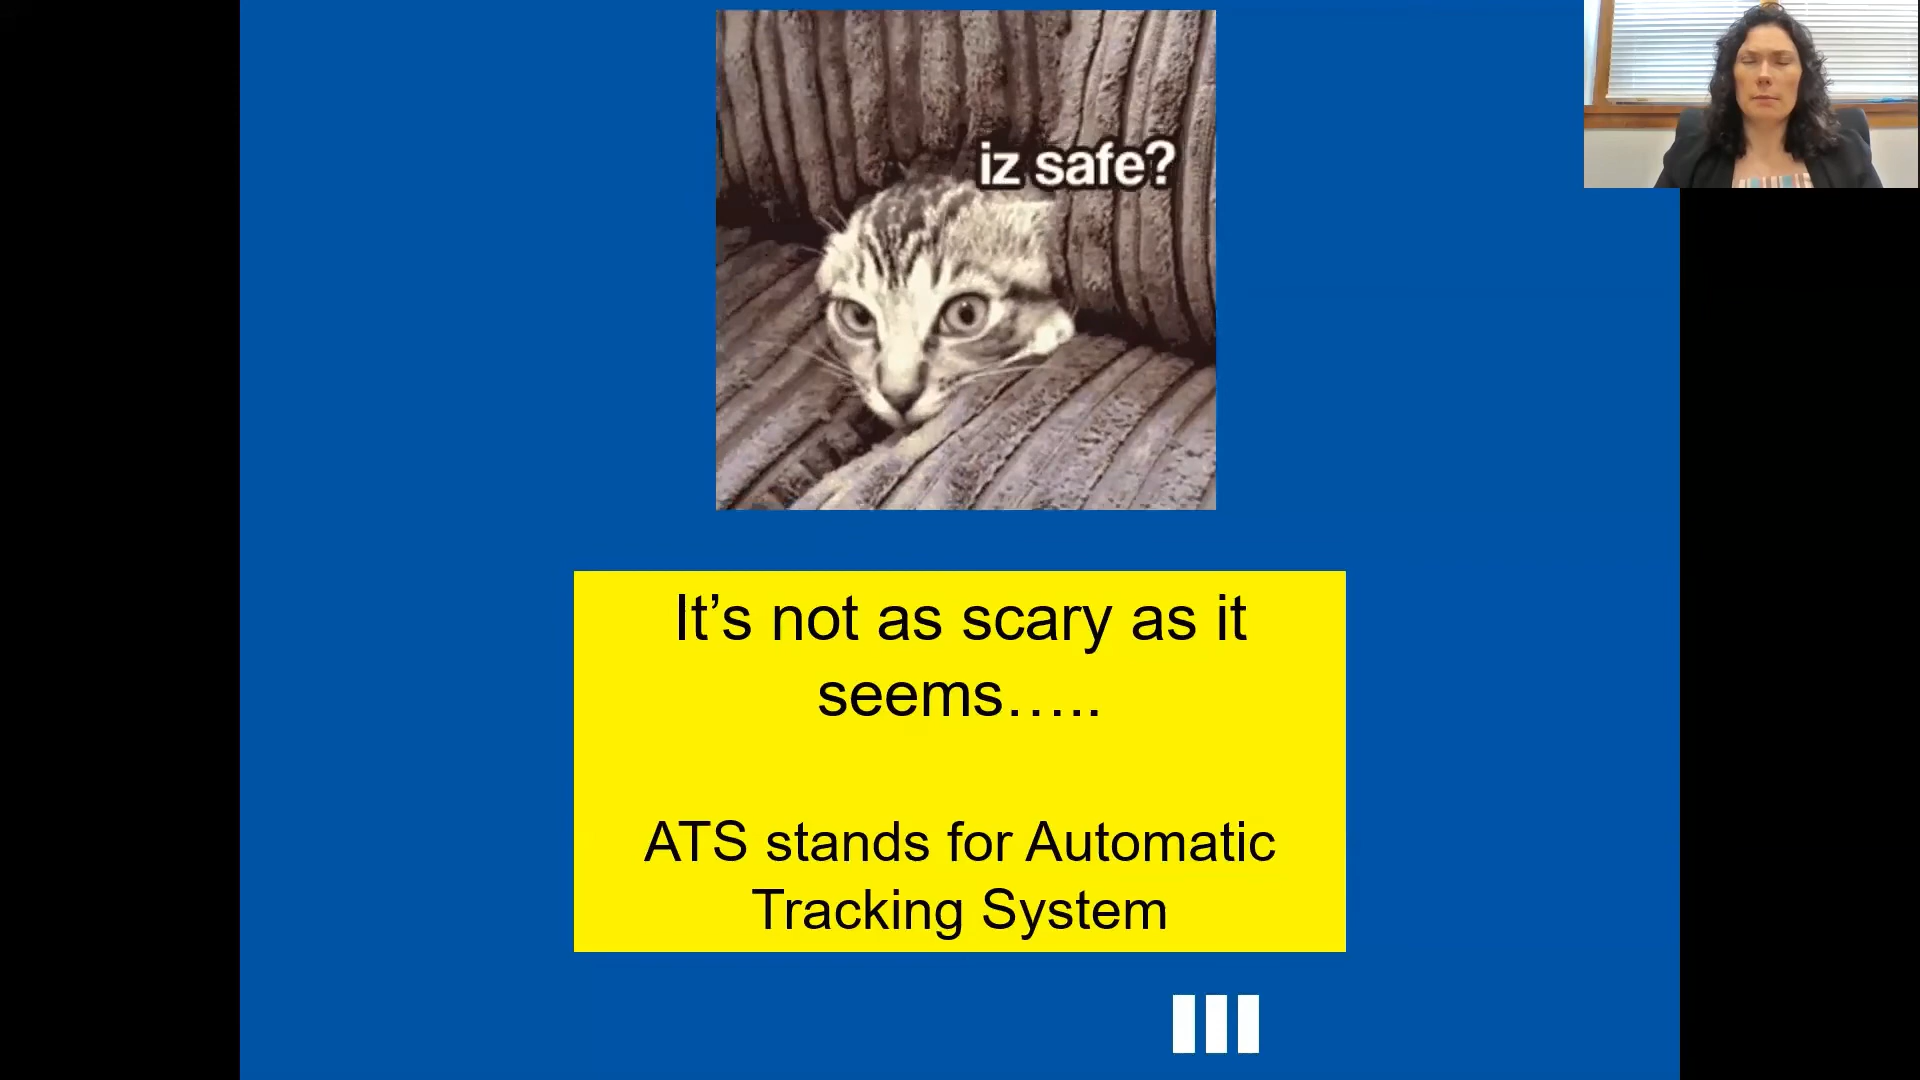 iz safe?
It’s not as scary as it
seems…..
ATS stands for Automatic
Tracking System